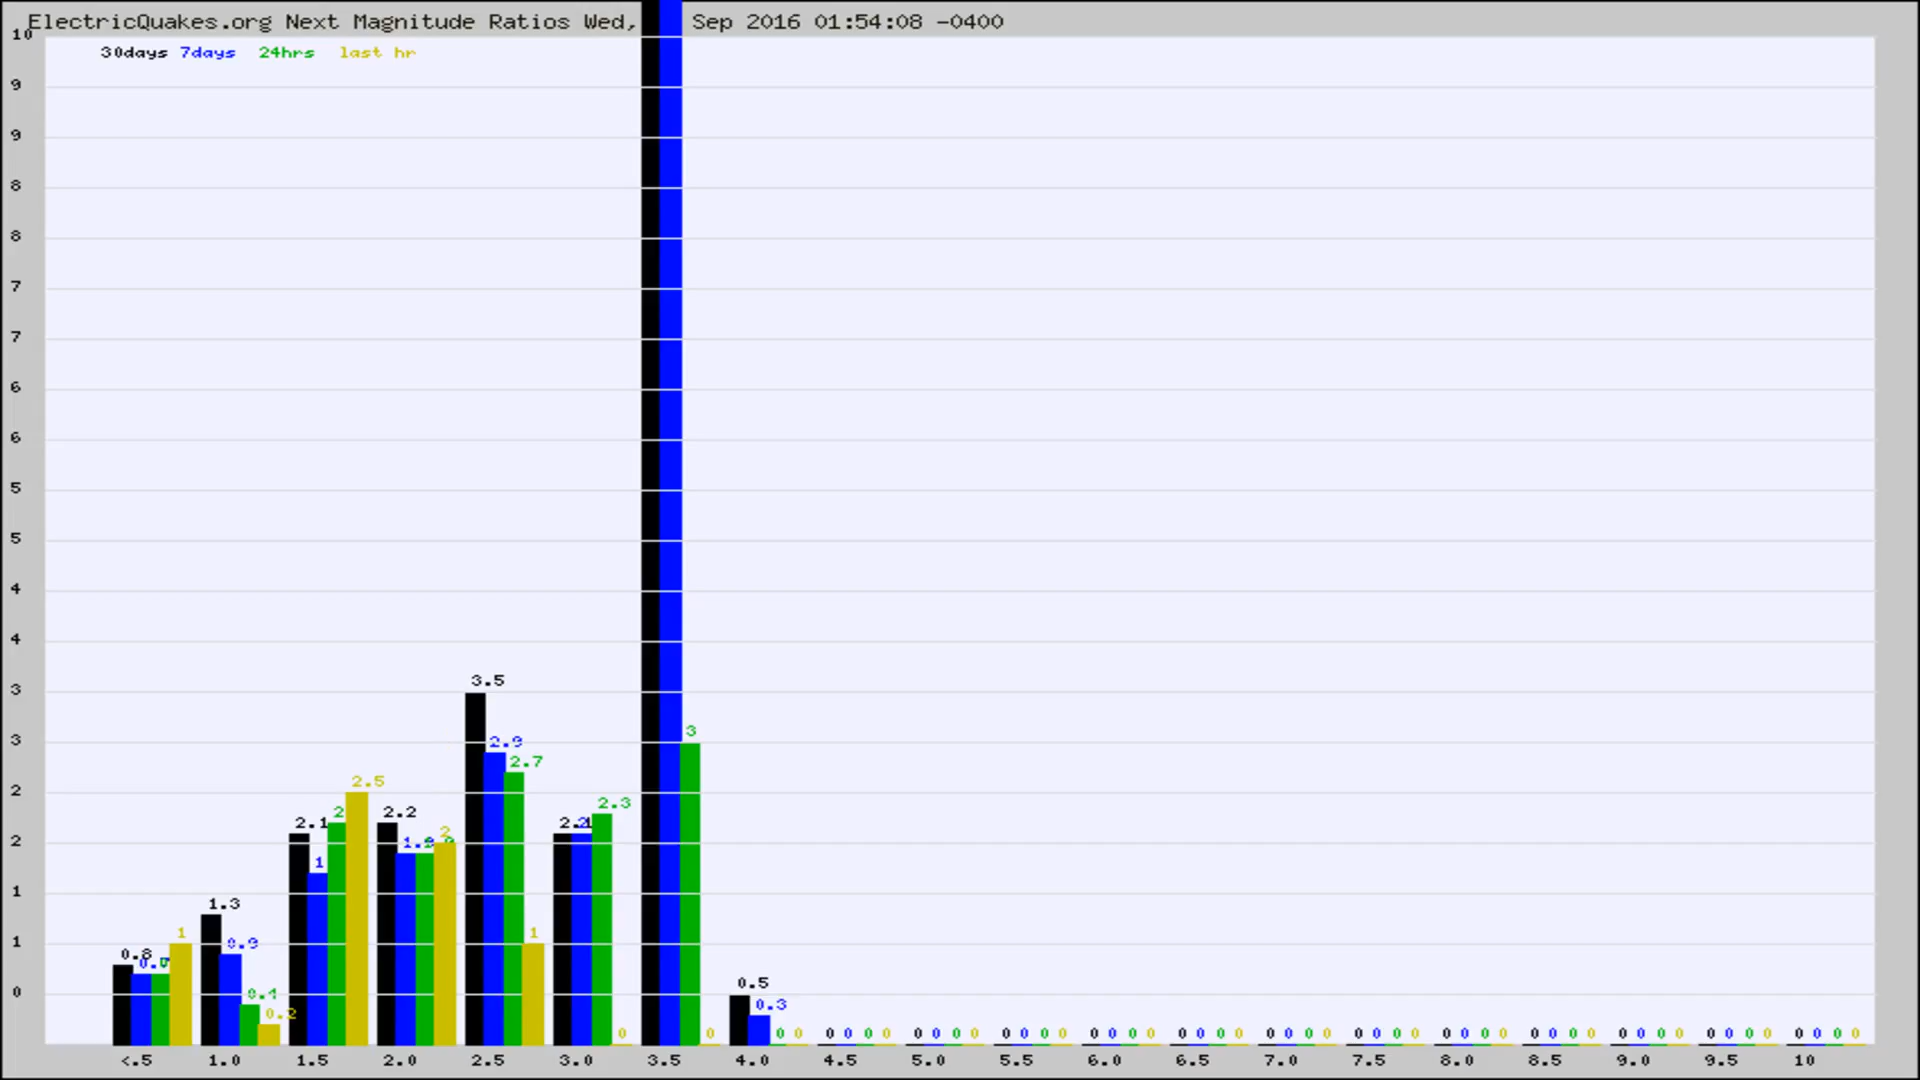 ElectricQuakes.org Next Magnitude Ratios Wed, Sep 2016 01:54:08 -0400
30days 7days 24hrs last hr
10
9
9
8
8
7
7
6
6
5
5
4
4
3
3
2
2
1
1
0
0.8 0.7 1
1.3 0.9 0.4 0.2
2.1 1 2 2.5
2.2 1.9 2
3.5 2.9 2.7 1
2.1 2 2.3 0
3 0
0.5 0.3 0 0
0 0 0 0
0 0 0 0
0 0 0 0
0 0 0 0
0 0 0 0
0 0 0 0
0 0 0 0
0 0 0 0
0 0 0 0
0 0 0 0
0 0 0 0
0 0 0 0
<.5 1.0 1.5 2.0 2.5 3.0 3.5 4.0 4.5 5.0 5.5 6.0 6.5 7.0 7.5 8.0 8.5 9.0 9.5 10